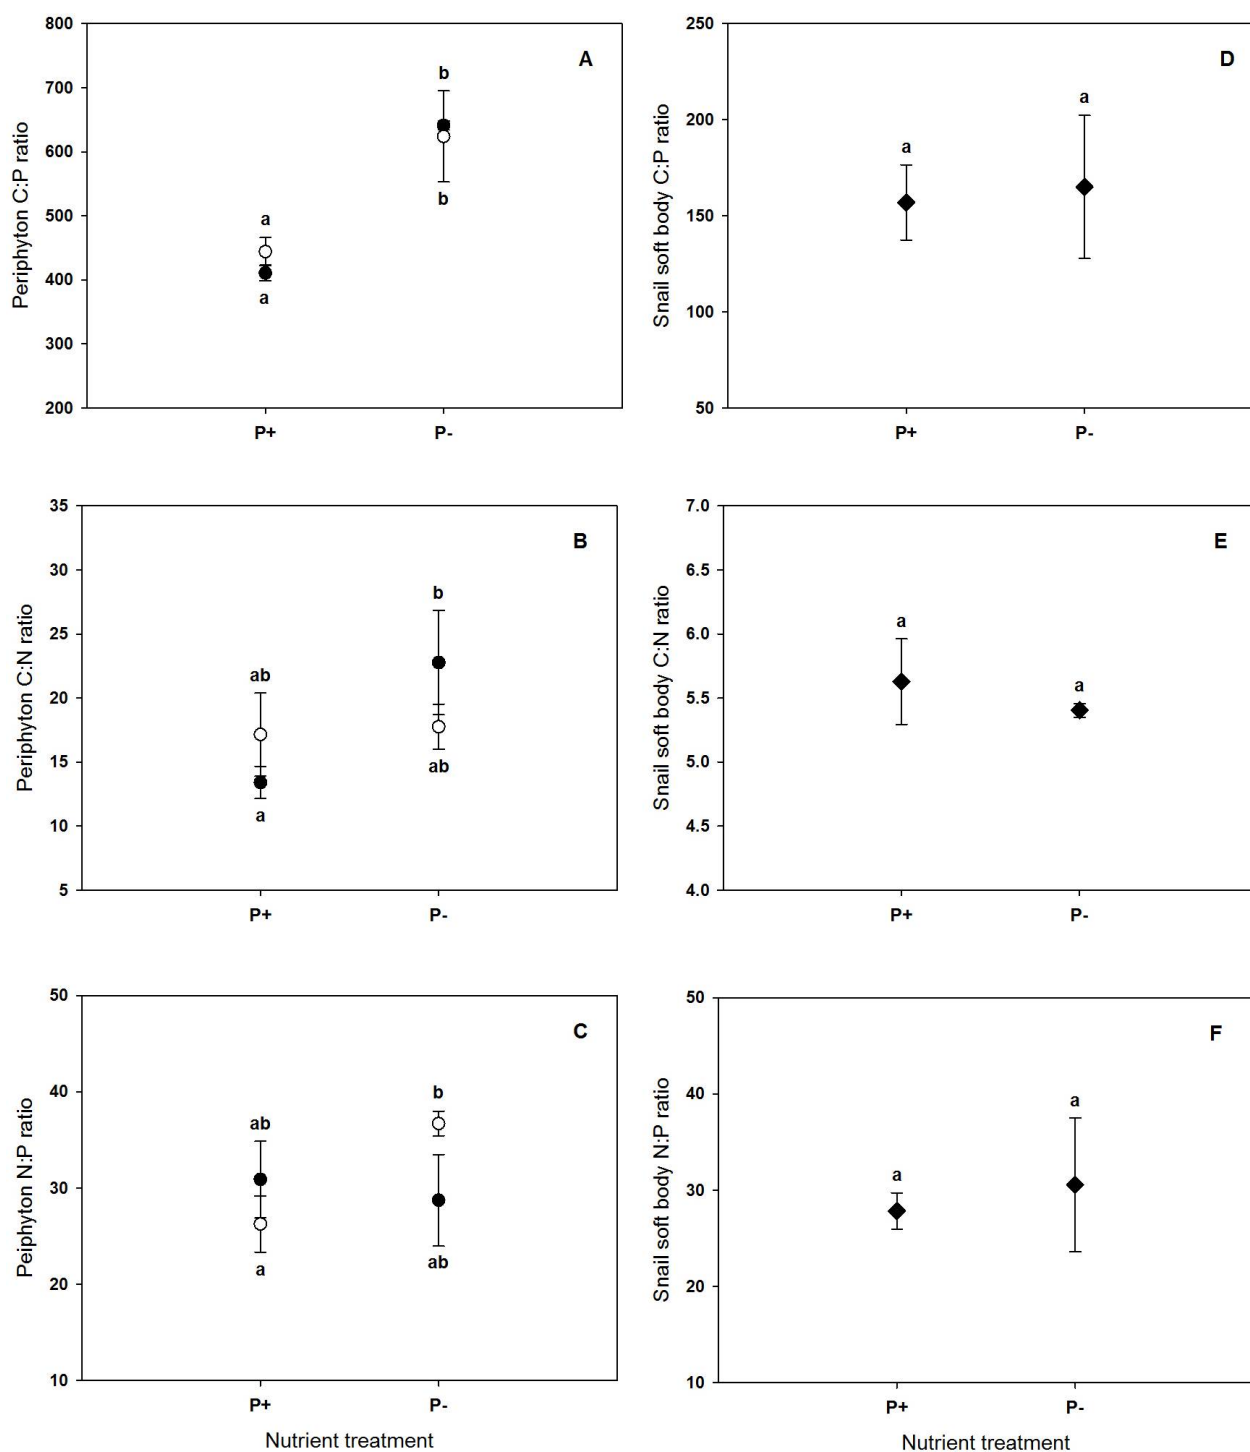 A
Periphyton C:P ratio
800
700
600
500
400
300
200
a
a
b
b
P+
P-
D
Snail soft body C:P ratio
250
200
150
100
50
a
a
P+
P-
B
Periphyton C:N ratio
35
30
25
20
15
10
5
ab
a
b
ab
P+
P-
E
Snail soft body C:N ratio
7.0
6.5
6.0
5.5
5.0
4.5
4.0
a
a
P+
P-
C
Peiphyton N:P ratio
50
40
30
20
10
ab
a
b
ab
P+
P-
Nutrient treatment
F
Snail soft body N:P ratio
50
40
30
20
10
a
a
P+
P-
Nutrient treatment